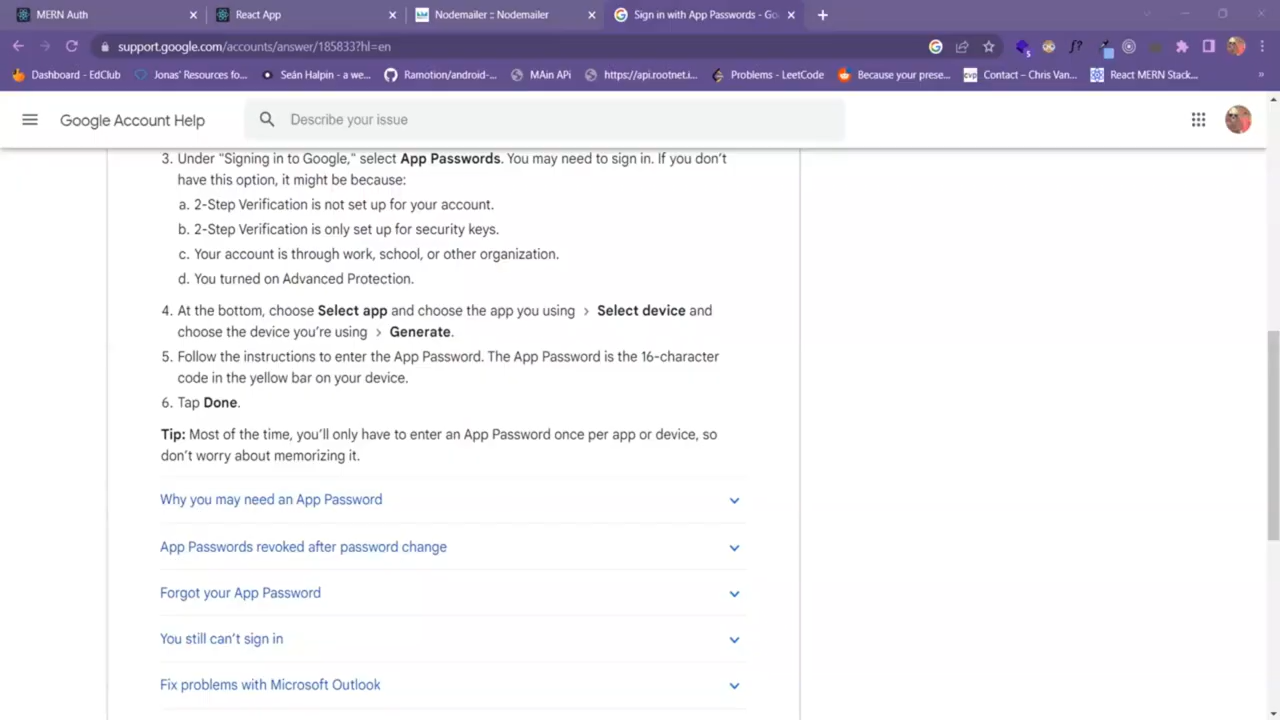 MERN Auth
React App
Nodemailer :: Nodemailer
Sign in with App Passwords - Go
support.google.com/accounts/answer/185833?hl=en
Dashboard - EdClub
Jonas' Resources fo...
Seán Halpin - a we...
Ramotion/android-...
MAin APi
https://api.rootnet.i...
Problems - LeetCode
Because your prese...
Contact – Chris Van...
React MERN Stack...
»
Google Account Help
Describe your issue
3. Under "Signing in to Google," select App Passwords. You may need to sign in. If you don't
have this option, it might be because:
a. 2-Step Verification is not set up for your account.
b. 2-Step Verification is only set up for security keys.
c. Your account is through work, school, or other organization.
d. You turned on Advanced Protection.
4. At the bottom, choose Select app and choose the app you using > Select device and
choose the device you're using > Generate.
5. Follow the instructions to enter the App Password. The App Password is the 16-character
code in the yellow bar on your device.
6. Tap Done.
Tip: Most of the time, you'll only have to enter an App Password once per app or device, so
don't worry about memorizing it.
Why you may need an App Password
App Passwords revoked after password change
Forgot your App Password
You still can't sign in
Fix problems with Microsoft Outlook